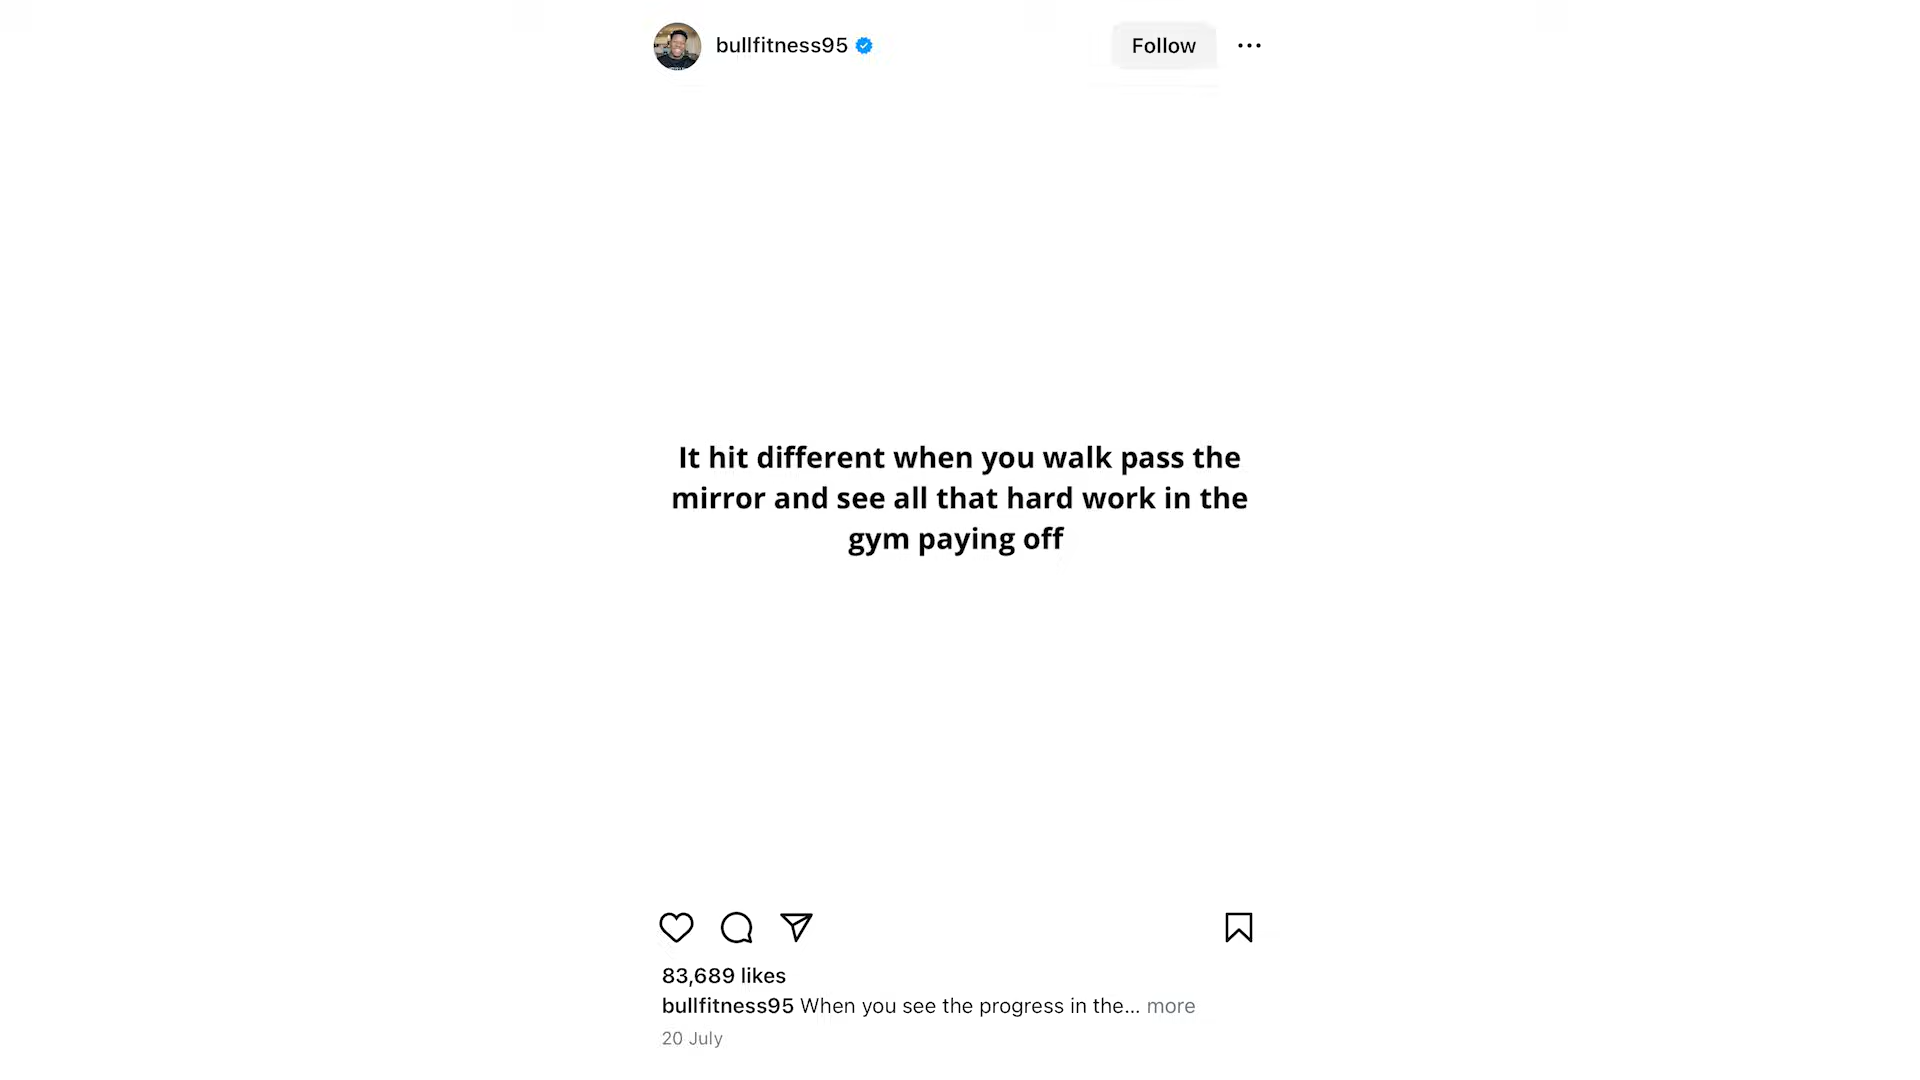 bullfitness95
Follow
It hit different when you walk pass the
mirror and see all that hard work in the
gym paying off
83,689 likes
bullfitness95 When you see the progress in the... more
20 July